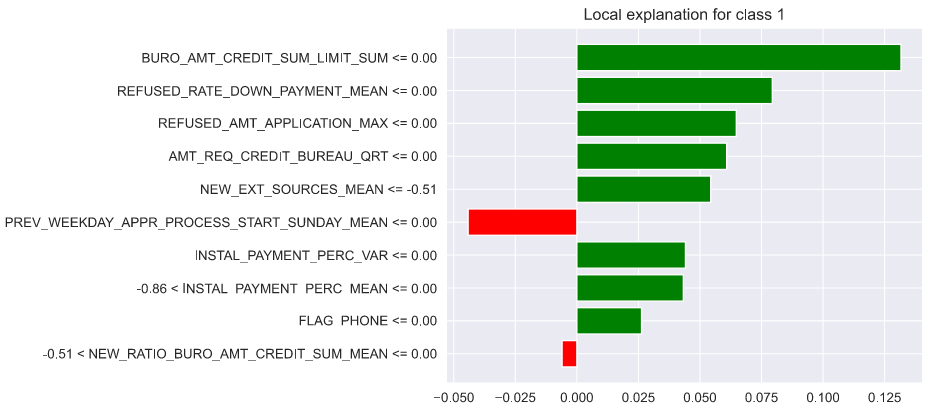 Local explanation for class 1
BURO_AMT_CREDIT_SUM_LIMIT_SUM <= 0.00
REFUSED_RATE_DOWN_PAYMENT_MEAN <= 0.00
REFUSED_AMT_APPLICATION_MAX <= 0.00
AMT_REQ_CREDIT_BUREAU_QRT <= 0.00
NEW_EXT_SOURCES_MEAN <= -0.51
PREV_WEEKDAY_APPR_PROCESS_START_SUNDAY_MEAN <= 0.00
INSTAL_PAYMENT_PERC_VAR <= 0.00
-0.86 < INSTAL_PAYMENT_PERC_MEAN <= 0.00
FLAG_PHONE <= 0.00
-0.51 < NEW_RATIO_BURO_AMT_CREDIT_SUM_MEAN <= 0.00
−0.050 −0.025 0.000 0.025 0.050 0.075 0.100 0.125